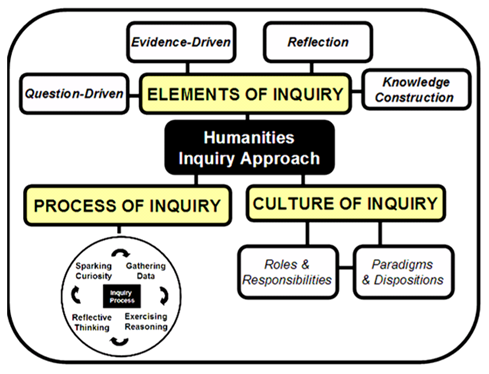 Evidence-Driven
Reflection
Question-Driven
ELEMENTS OF INQUIRY
Knowledge
Construction
Humanities
Inquiry Approach
PROCESS OF INQUIRY
CULTURE OF INQUIRY
Sparking
Curiosity
Gathering
Data
Inquiry
Process
Reflective
Thinking
Exercising
Reasoning
Roles &
Responsibilities
Paradigms
& Dispositions